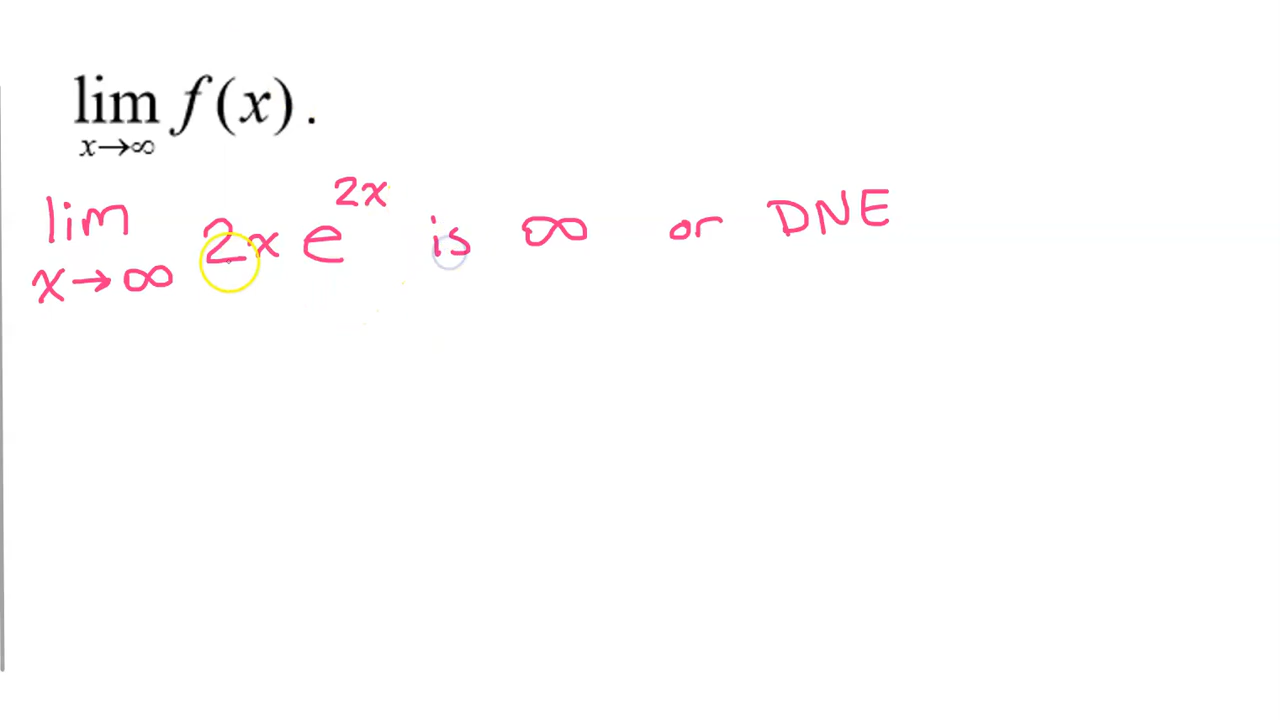 lim f(x).
x→∞
lim 2x e^2x is ∞ or DNE
x→∞